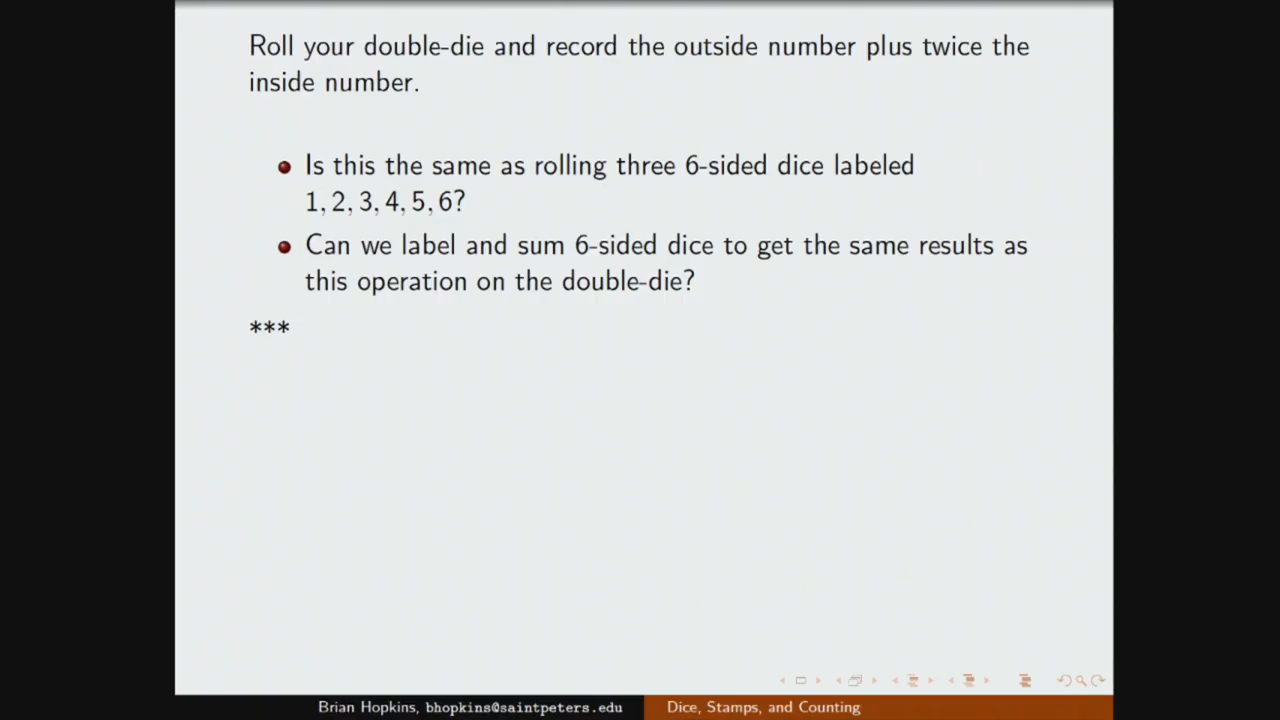 Roll your double-die and record the outside number plus twice the
inside number.
Is this the same as rolling three 6-sided dice labeled
1, 2, 3, 4, 5, 6?
Can we label and sum 6-sided dice to get the same results as
this operation on the double-die?
***
Brian Hopkins, bhopkins@saintpeters.edu
Dice, Stamps, and Counting